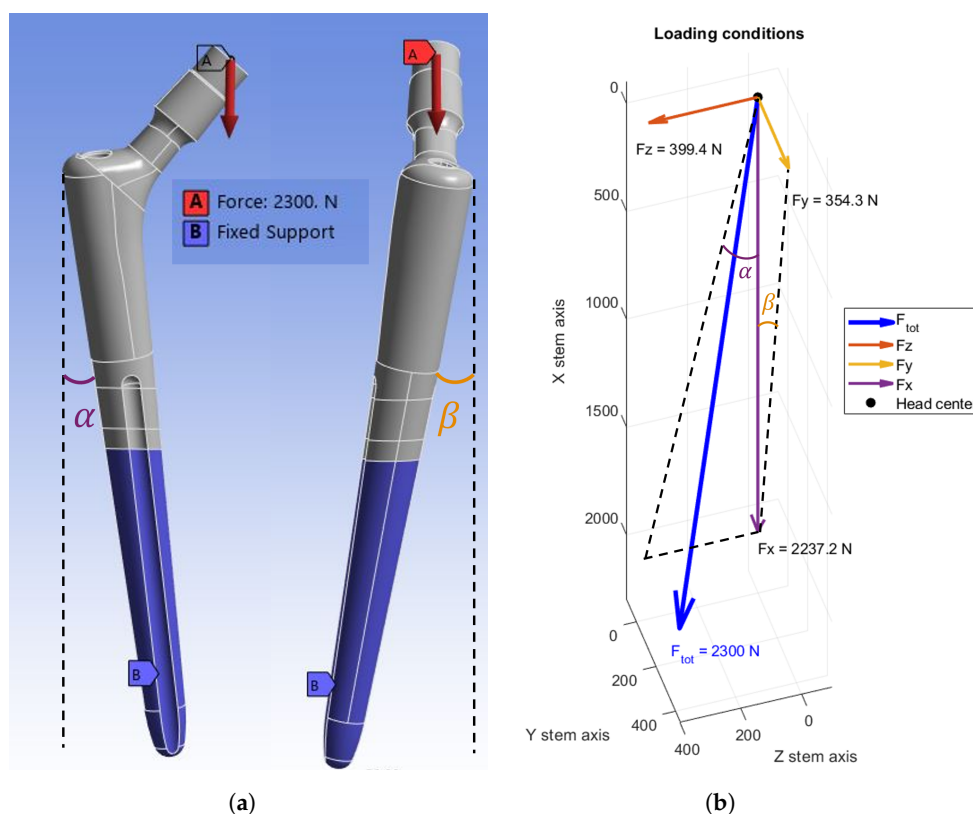 A
A
A Force: 2300. N
B Fixed Support
α
β
B
B
(a)
Loading conditions
0
500
1000
1500
2000
X stem axis
Fz = 399.4 N
Fy = 354.3 N
α
β
Fx = 2237.2 N
F_tot = 2300 N
0
200
400
Y stem axis
400
200
0
Z stem axis
F_tot
Fz
Fy
Fx
Head cente
(b)